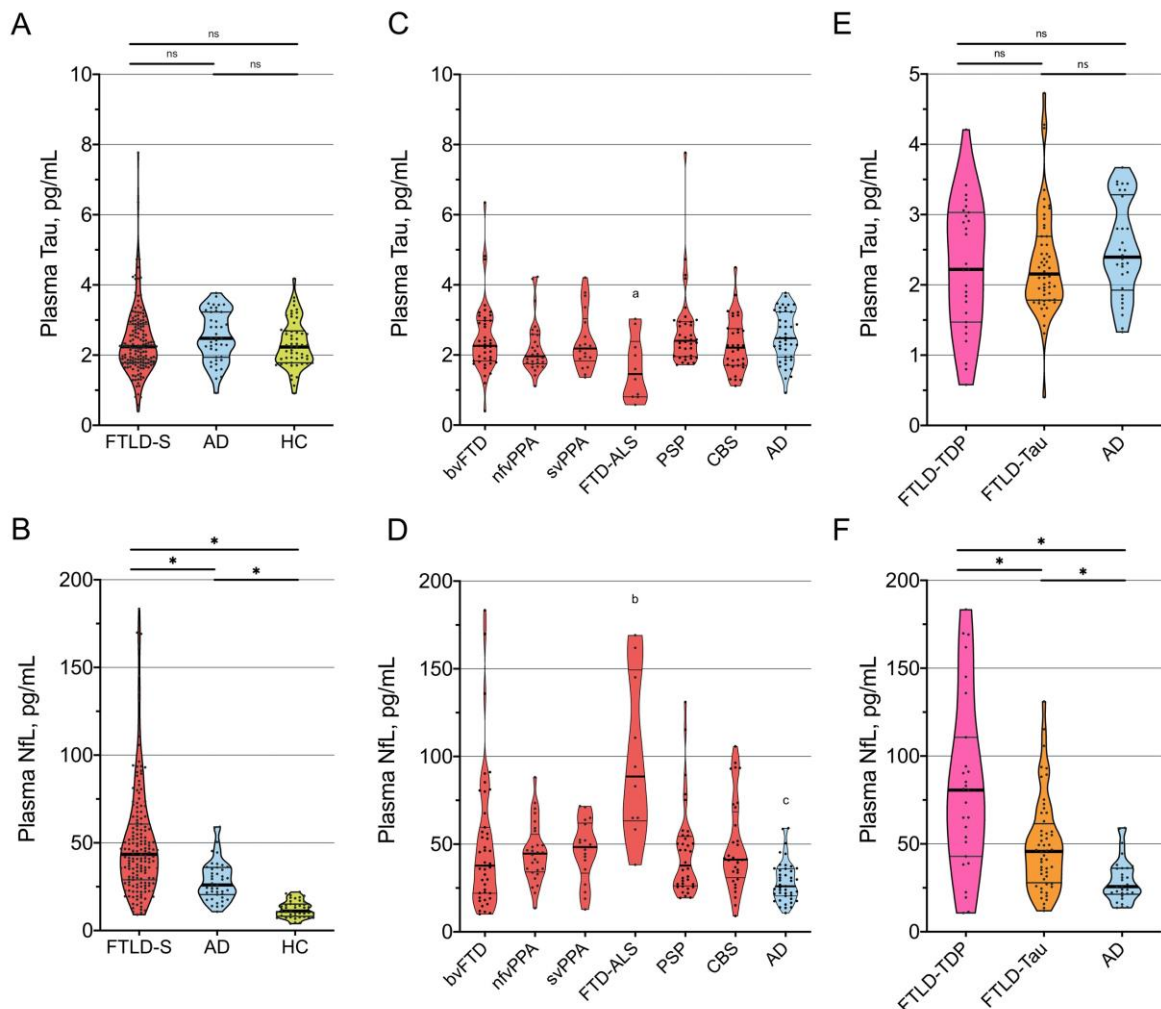 A
ns
ns
ns
Plasma Tau, pg/mL
10
8
6
4
2
0
FTLD-S
AD
HC
C
Plasma Tau, pg/mL
10
8
6
4
2
0
a
bvFTD
nfvPPA
svPPA
FTD-ALS
PSP
CBS
AD
E
ns
ns
ns
Plasma Tau, pg/mL
5
4
3
2
1
0
FTLD-TDP
FTLD-Tau
AD
B
*
*
*
Plasma NfL, pg/mL
200
150
100
50
0
FTLD-S
AD
HC
D
Plasma NfL, pg/mL
200
150
100
50
0
b
c
bvFTD
nfvPPA
svPPA
FTD-ALS
PSP
CBS
AD
F
*
*
*
Plasma NfL, pg/mL
200
150
100
50
0
FTLD-TDP
FTLD-Tau
AD